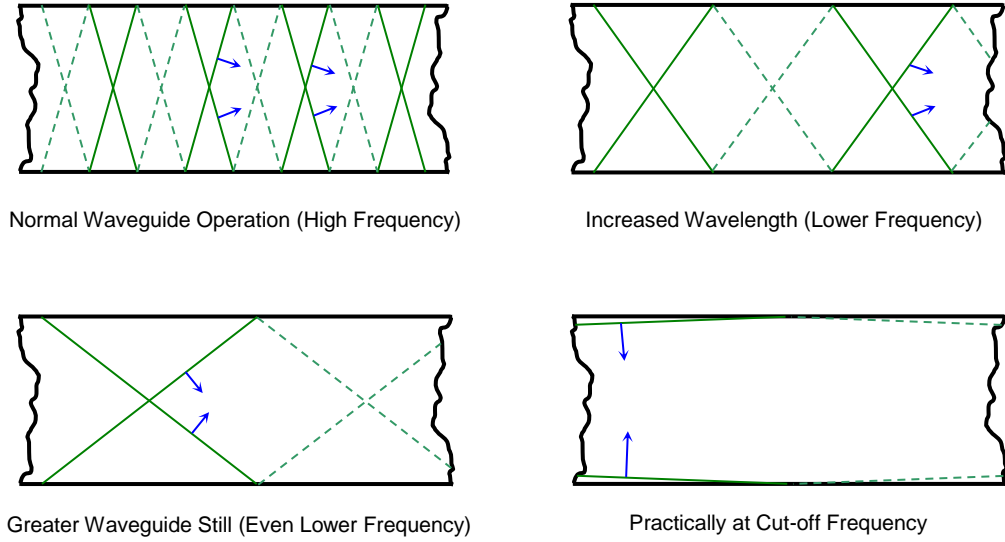 Normal Waveguide Operation (High Frequency)
Increased Wavelength (Lower Frequency)
Greater Waveguide Still (Even Lower Frequency)
Practically at Cut-off Frequency